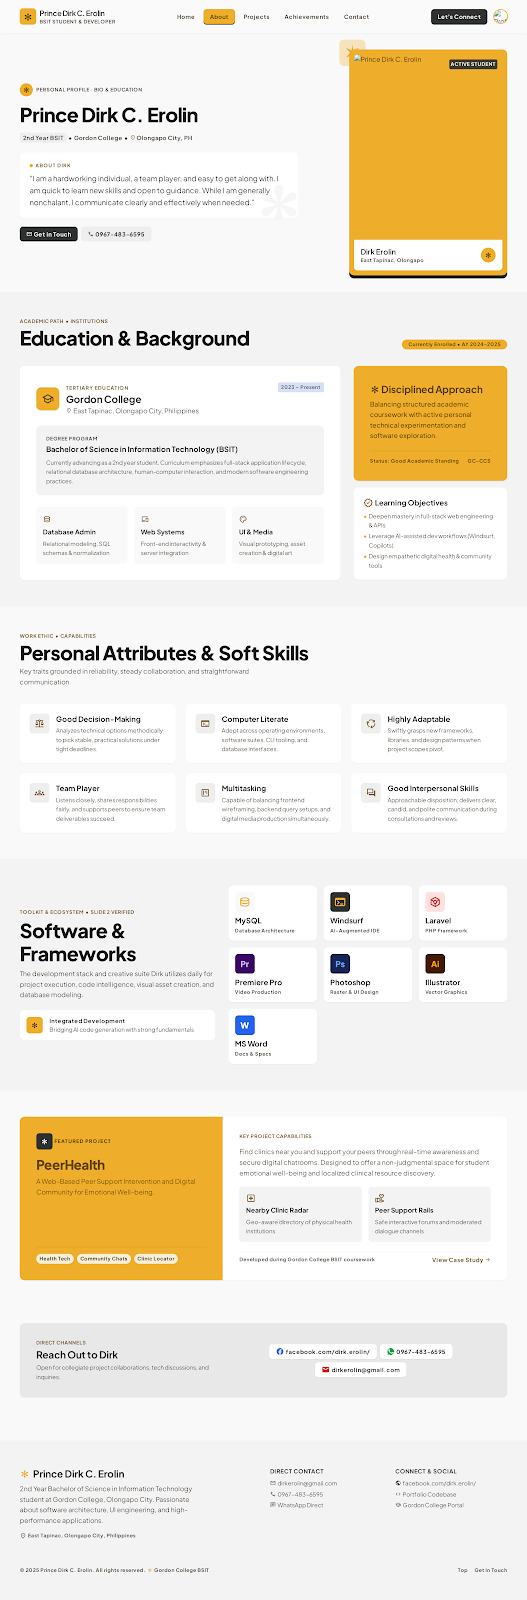 Prince Dirk C. Erolin
BSIT STUDENT & DEVELOPER
Home
About
Projects
Achievements
Contact
Let's Connect
PERSONAL PROFILE · BIO & EDUCATION
Prince Dirk C. Erolin
2nd Year BSIT • Gordon College • Olongapo City, PH
ABOUT DIRK
"I am a hardworking individual, a team player, and easy to get along with. I
am quick to learn new skills and open to guidance. While I am generally
nonchalant, I communicate clearly and effectively when needed."
Get in Touch
0967-483-6595
Prince Dirk C. Erolin
ACTIVE STUDENT
Dirk Erolin
East Tapinac, Olongapo
ACADEMIC PATH • INSTITUTIONS
Education & Background
Currently Enrolled • AY 2024-2025
TERTIARY EDUCATION
Gordon College
East Tapinac, Olongapo City, Philippines
2023 - Present
DEGREE PROGRAM
Bachelor of Science in Information Technology (BSIT)
Currently advancing as a 2nd year student. Curriculum emphasizes full-stack application lifecycle,
relational database architecture, human-computer interaction, and modern software engineering
practices.
Database Admin
Relational modeling, SQL
schemas & normalization
Web Systems
Front-end interactivity &
server integration
UI & Media
Visual prototyping, asset
creation & digital art
Disciplined Approach
Balancing structured academic
coursework with active personal
technical experimentation and
software exploration.
Status: Good Academic Standing
GC-CCS
Learning Objectives
Deepen mastery in full-stack web engineering
& APIs
Leverage AI-assisted dev workflows (Windsurf,
Copilots)
Design empathetic digital health & community
tools
WORK ETHIC • CAPABILITIES
Personal Attributes & Soft Skills
Key traits grounded in reliability, steady collaboration, and straightforward
communication.
Good Decision-Making
Analyzes technical options methodically
to pick stable, practical solutions under
tight deadlines.
Computer Literate
Adept across operating environments,
software suites, CLI tooling, and
database interfaces.
Highly Adaptable
Swiftly grasps new frameworks,
libraries, and design patterns when
project scopes pivot.
Team Player
Listens closely, shares responsibilities
fairly, and supports peers to ensure team
deliverables succeed.
Multitasking
Capable of balancing frontend
wireframing, backend query setups, and
digital media production simultaneously.
Good Interpersonal Skills
Approachable disposition; delivers clear,
candid, and polite communication during
consultations and reviews.
TOOLKIT & ECOSYSTEM • SLIDE 2 VERIFIED
Software &
Frameworks
The development stack and creative suite Dirk utilizes daily for
project execution, code intelligence, visual asset creation, and
database modeling.
Integrated Development
Bridging AI code generation with strong fundamentals
MySQL
Database Architecture
Windsurf
AI-Augmented IDE
Laravel
PHP Framework
Pr
Premiere Pro
Video Production
Ps
Photoshop
Raster & UI Design
Ai
Illustrator
Vector Graphics
W
MS Word
Docs & Specs
FEATURED PROJECT
PeerHealth
A Web-Based Peer Support Intervention and Digital
Community for Emotional Well-being.
Health Tech
Community Chats
Clinic Locator
KEY PROJECT CAPABILITIES
Find clinics near you and support your peers through real-time awareness and
secure digital chatrooms. Designed to offer a non-judgmental space for student
emotional well-being and localized clinical resource discovery.
Nearby Clinic Radar
Geo-aware directory of physical health
institutions
Peer Support Rails
Safe interactive forums and moderated
dialogue channels
Developed during Gordon College BSIT coursework
View Case Study →
DIRECT CHANNELS
Reach Out to Dirk
Open for collegiate project collaborations, tech discussions, and
inquiries.
facebook.com/dirk.erolin/
0967-483-6595
dirkerolin@gmail.com
Prince Dirk C. Erolin
2nd Year Bachelor of Science in Information Technology
student at Gordon College, Olongapo City. Passionate
about software architecture, UI engineering, and high-
performance applications.
East Tapinac, Olongapo City, Philippines
DIRECT CONTACT
dirkerolin@gmail.com
0967-483-6595
WhatsApp Direct
CONNECT & SOCIAL
facebook.com/dirk.erolin/
Portfolio Codebase
Gordon College Portal
© 2025 Prince Dirk C. Erolin. All rights reserved.
Gordon College BSIT
Top
Get in Touch